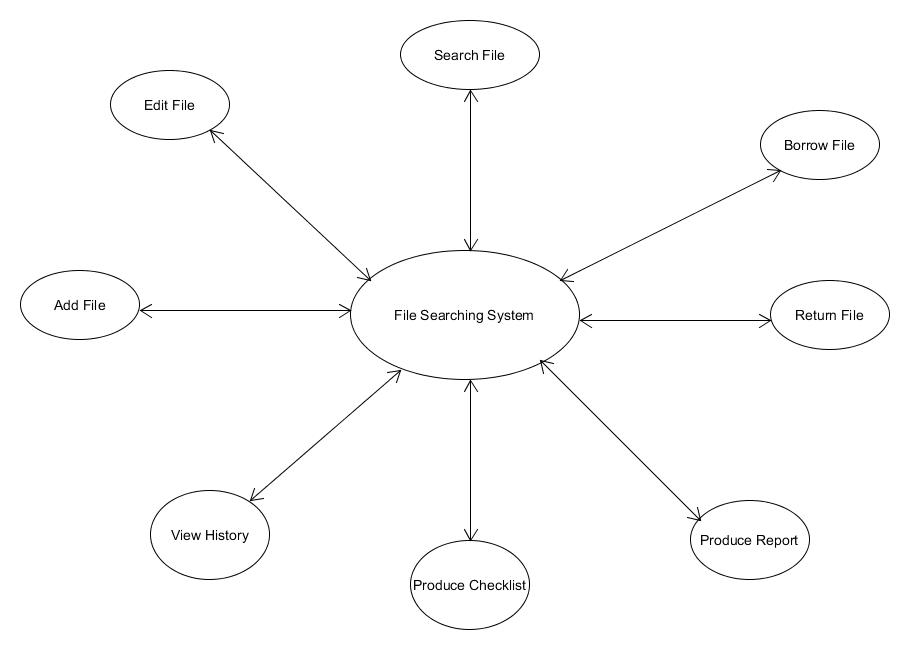 Search File
Edit File
Borrow File
Add File
File Searching System
Return File
View History
Produce Report
Produce Checklist